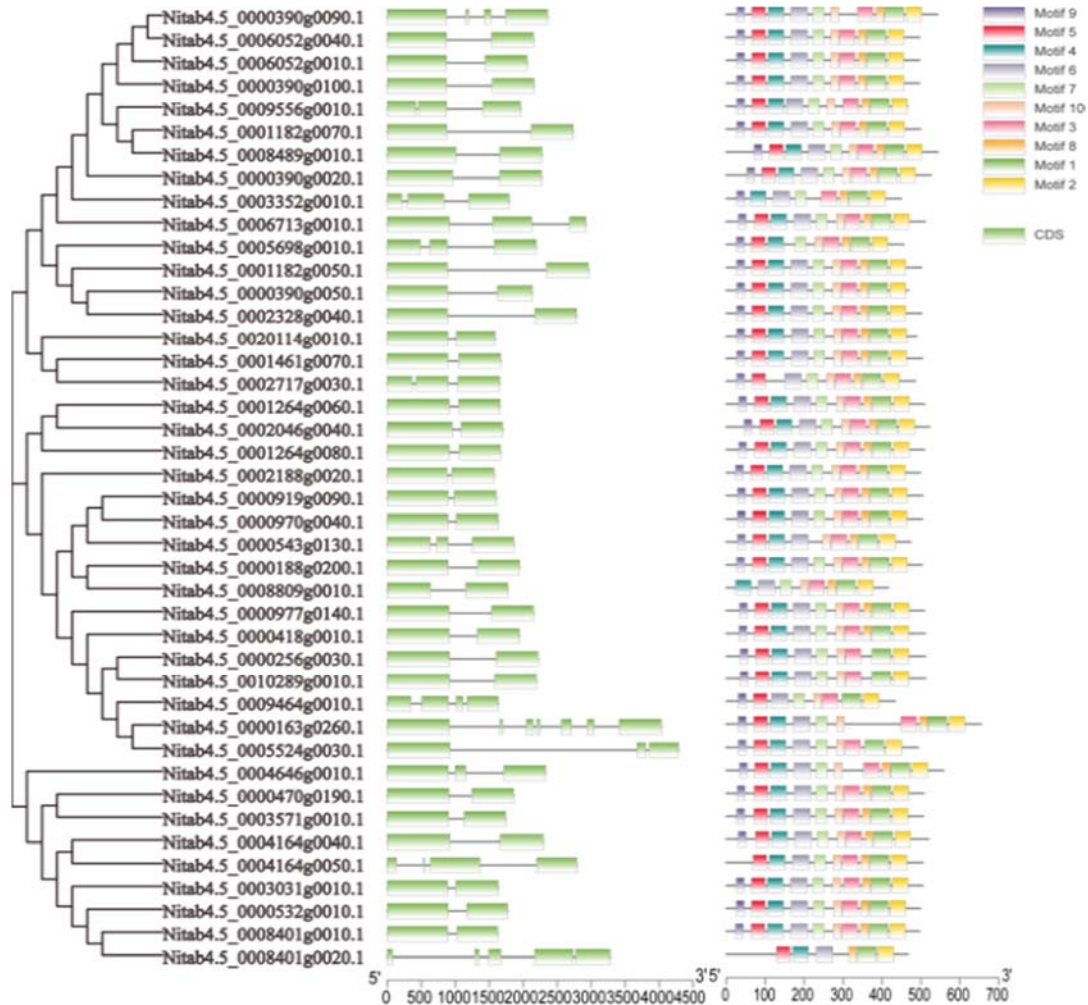 Nitab4.5_0000390g0090.1
Nitab4.5_0006052g0040.1
Nitab4.5_0006052g0010.1
Nitab4.5_0000390g0100.1
Nitab4.5_0009556g0010.1
Nitab4.5_0001182g0070.1
Nitab4.5_0008489g0010.1
Nitab4.5_0000390g0020.1
Nitab4.5_0003352g0010.1
Nitab4.5_0006713g0010.1
Nitab4.5_0005698g0010.1
Nitab4.5_0001182g0050.1
Nitab4.5_0000390g0050.1
Nitab4.5_0002328g0040.1
Nitab4.5_0020114g0010.1
Nitab4.5_0001461g0070.1
Nitab4.5_0002717g0030.1
Nitab4.5_0001264g0060.1
Nitab4.5_0002046g0040.1
Nitab4.5_0001264g0080.1
Nitab4.5_0002188g0020.1
Nitab4.5_0000919g0090.1
Nitab4.5_0000970g0040.1
Nitab4.5_0000543g0130.1
Nitab4.5_0000188g0200.1
Nitab4.5_0008809g0010.1
Nitab4.5_0000977g0140.1
Nitab4.5_0000418g0010.1
Nitab4.5_0000256g0030.1
Nitab4.5_0010289g0010.1
Nitab4.5_0009464g0010.1
Nitab4.5_0000163g0260.1
Nitab4.5_0005524g0030.1
Nitab4.5_0004646g0010.1
Nitab4.5_0000470g0190.1
Nitab4.5_0003571g0010.1
Nitab4.5_0004164g0040.1
Nitab4.5_0004164g0050.1
Nitab4.5_0003031g0010.1
Nitab4.5_0000532g0010.1
Nitab4.5_0008401g0010.1
Nitab4.5_0008401g0020.1
5' 3'
0 500 1000 1500 2000 2500 3000 3500 4000 4500
5' 3'
0 100 200 300 400 500 600 700
Motif 9
Motif 5
Motif 4
Motif 6
Motif 7
Motif 10
Motif 3
Motif 8
Motif 1
Motif 2
CDS